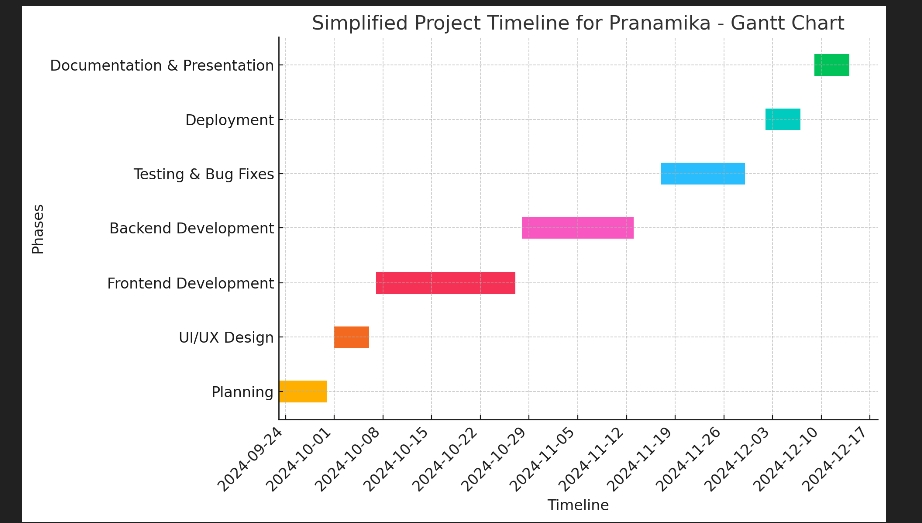 Simplified Project Timeline for Pranamika - Gantt Chart
Documentation & Presentation
Deployment
Testing & Bug Fixes
Backend Development
Frontend Development
UI/UX Design
Planning
Phases
2024-09-24
2024-10-01
2024-10-08
2024-10-15
2024-10-22
2024-10-29
2024-11-05
2024-11-12
2024-11-19
2024-11-26
2024-12-03
2024-12-10
2024-12-17
Timeline